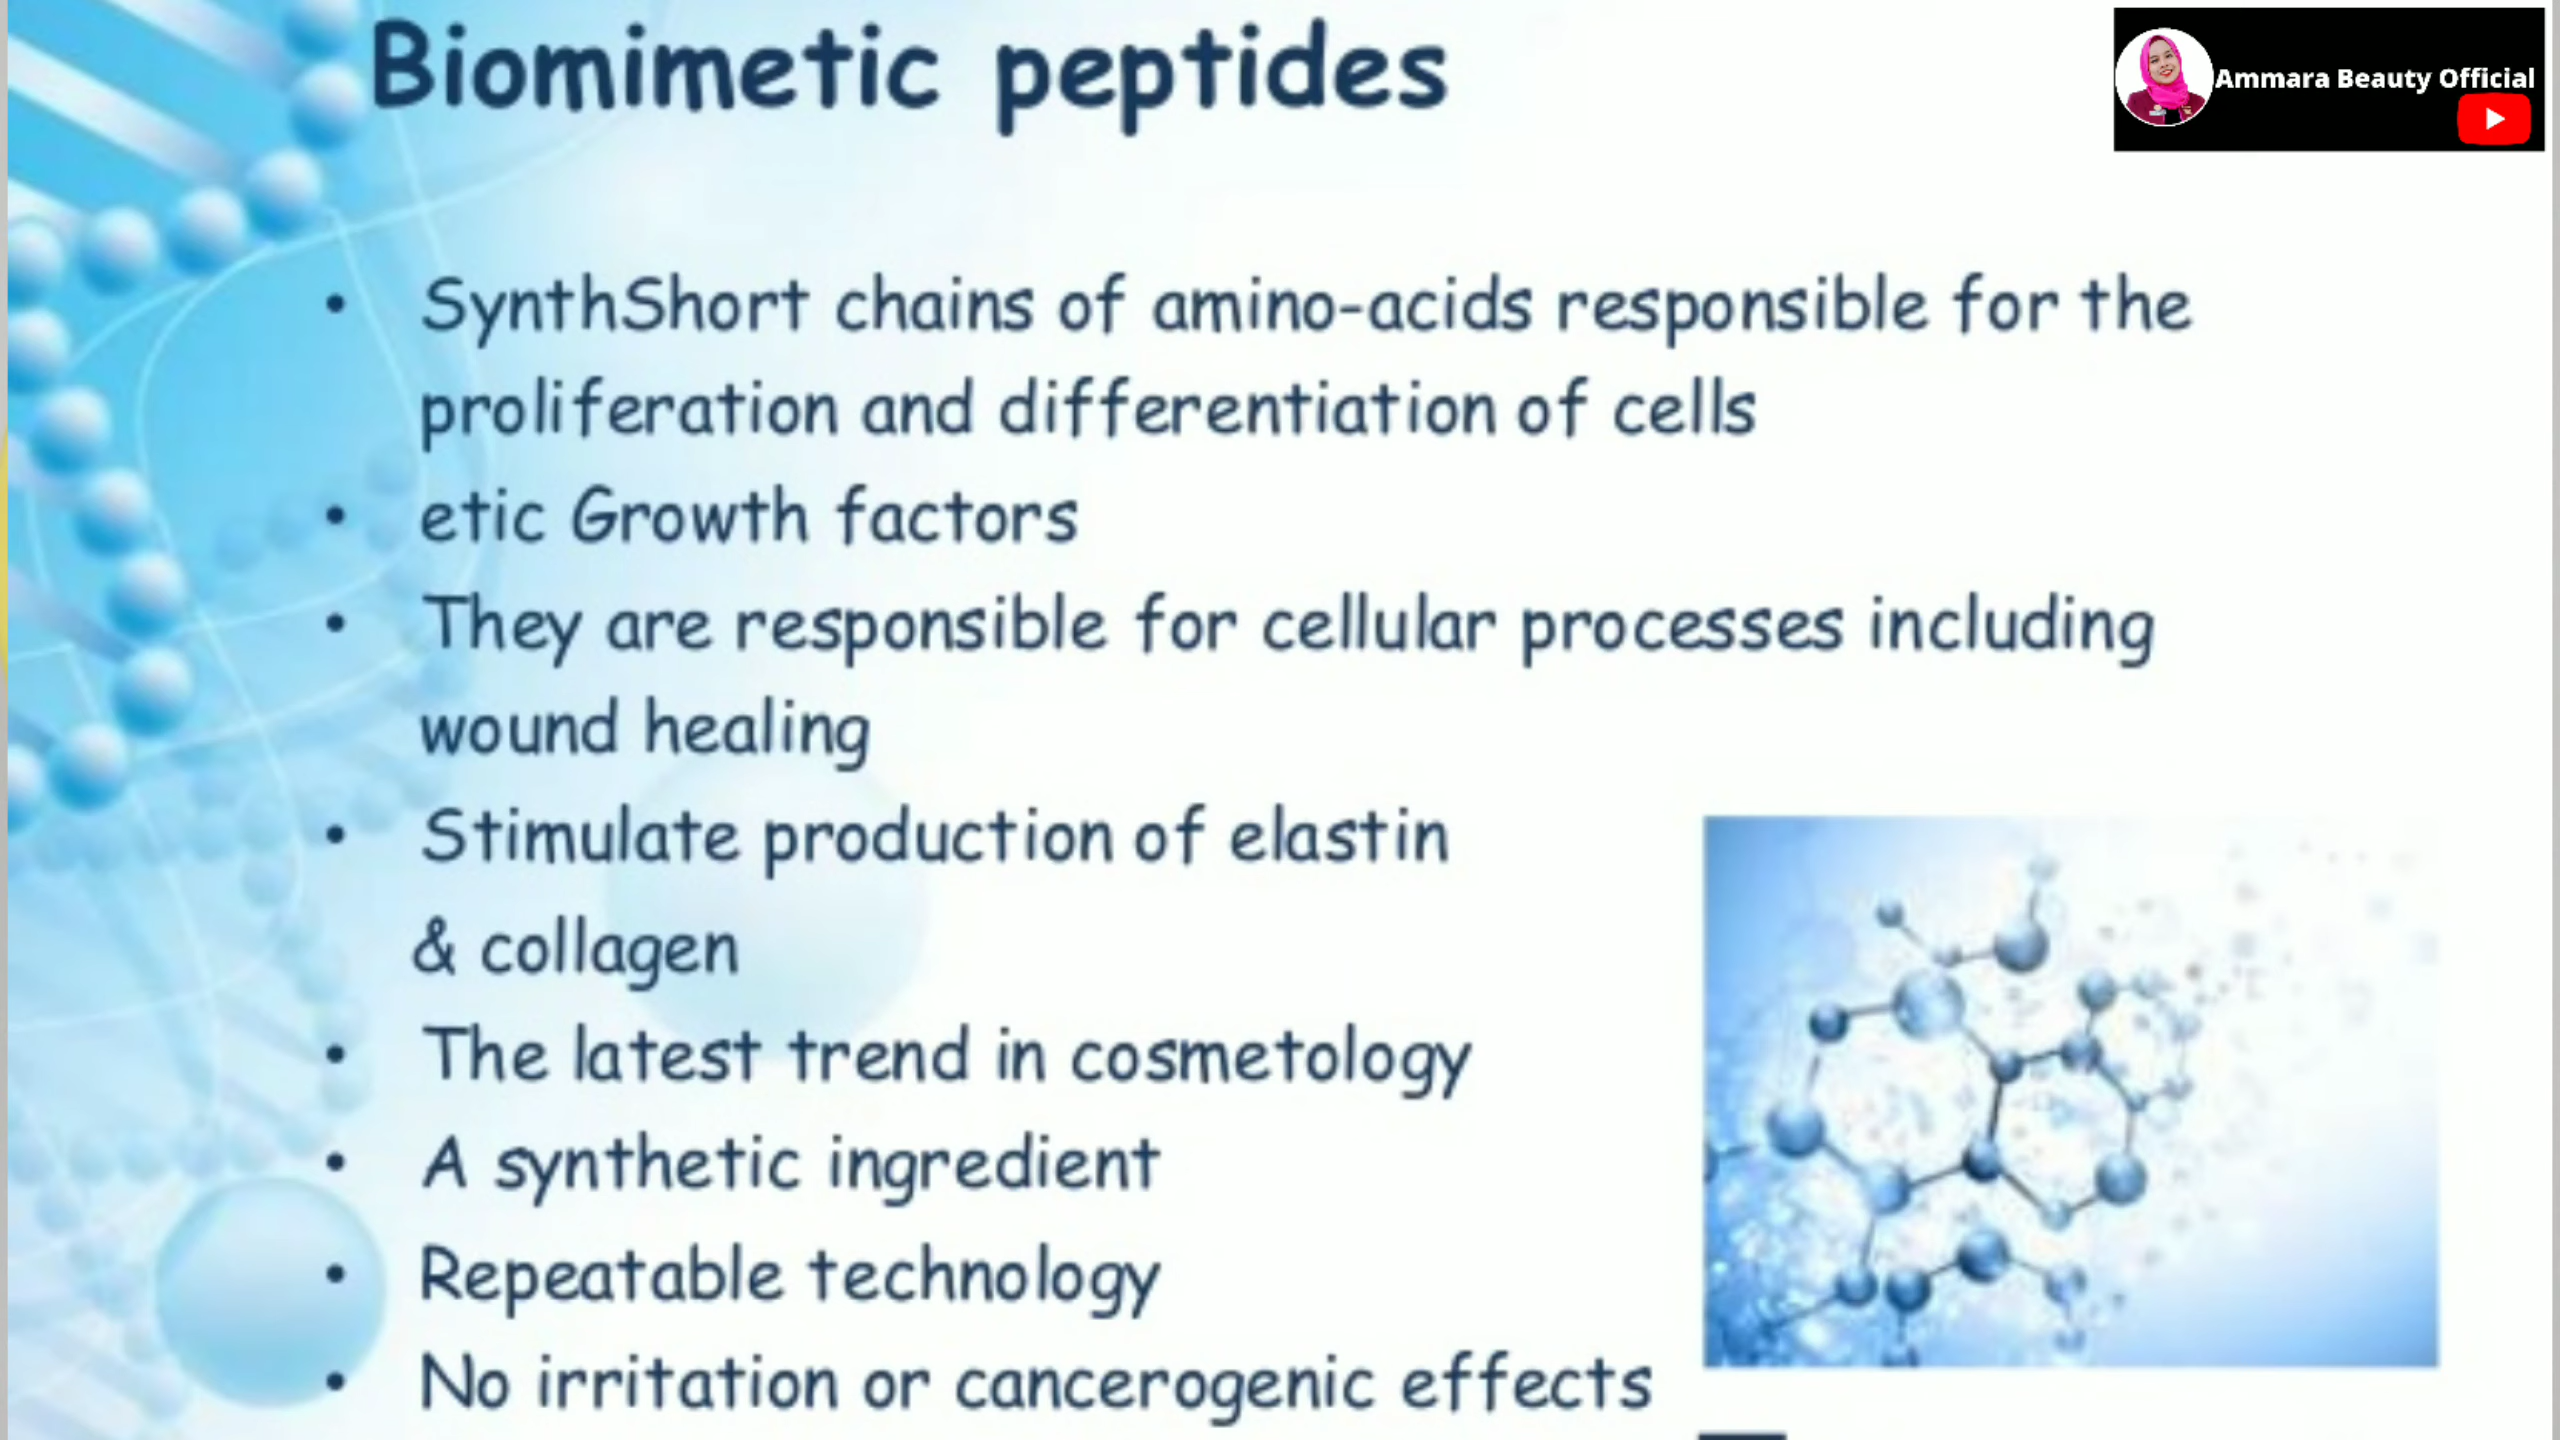 Biomimetic peptides
Ammara Beauty Official
• SynthShort chains of amino-acids responsible for the
proliferation and differentiation of cells
• etic Growth factors
• They are responsible for cellular processes including
wound healing
• Stimulate production of elastin
& collagen
• The latest trend in cosmetology
• A synthetic ingredient
• Repeatable technology
• No irritation or cancerogenic effects